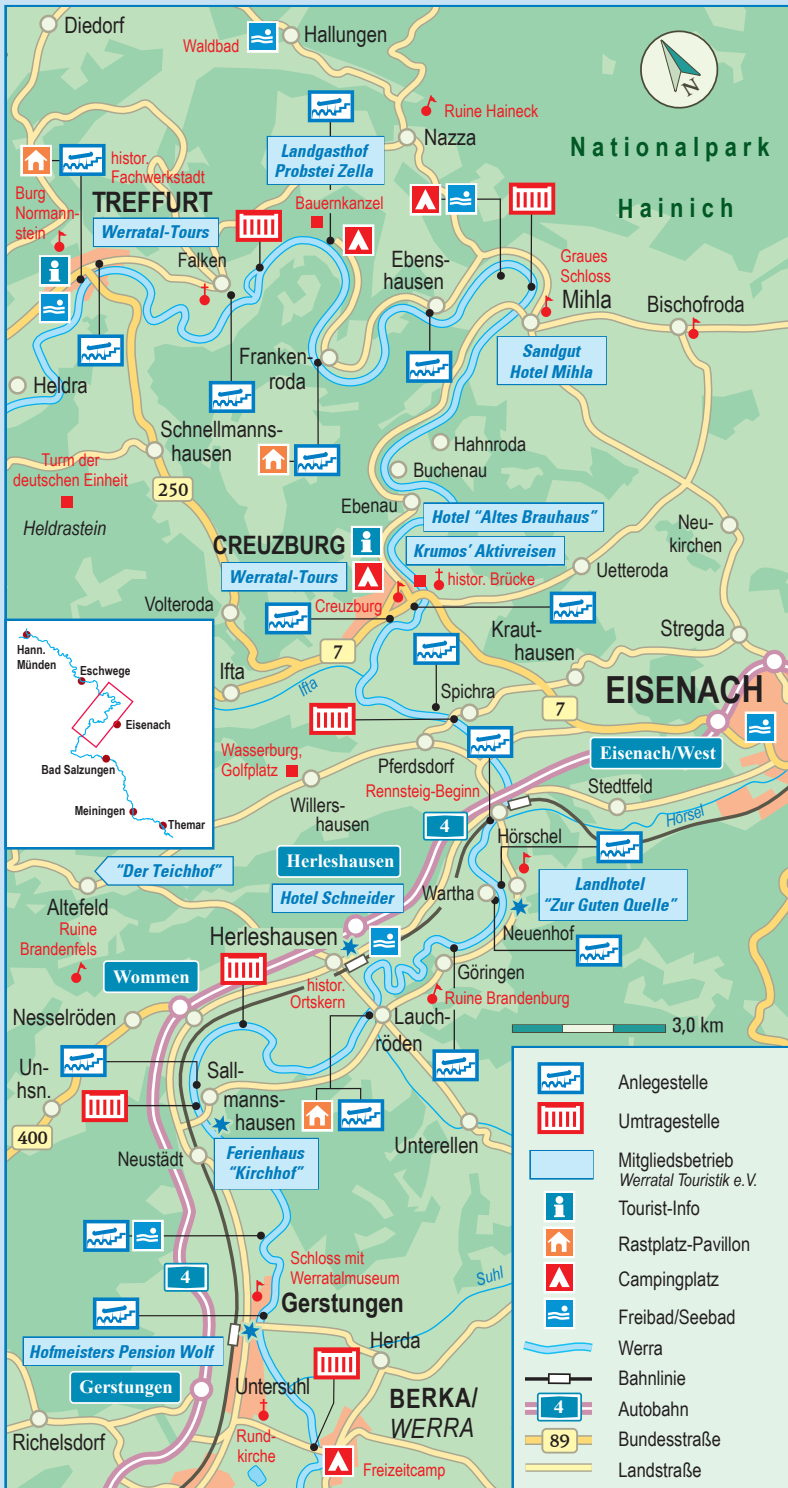 Diedorf
Waldbad
Hallungen
N
Ruine Haineck
Nazza
Nationalpark
Hainich
Landgasthof
Probstei Zella
histor.
Fachwerkstadt
Burg
Normann-
stein
TREFFURT
Werratal-Tours
Bauernkanzel
Falken
Ebens-
hausen
Graues
Schloss
Mihla
Bischofroda
Sandgut
Hotel Mihla
Heldra
Franken-
roda
Schnellmanns-
hausen
Hahnroda
Buchenau
Turm der
deutschen Einheit
Heldrastein
250
Ebenau
Hotel "Altes Brauhaus"
Neu-
kirchen
CREUZBURG
Krumos' Aktivreisen
Werratal-Tours
histor. Brücke
Uetteroda
Creuzburg
Volteroda
Kraut-
hausen
Stregda
7
Ifta
Ifta
Spichra
EISENACH
7
Hann.
Münden
Eschwege
Eisenach
Bad Salzungen
Meiningen
Themar
Wasserburg,
Golfplatz
Pferdsdorf
Eisenach/West
Rennsteig-Beginn
Stedtfeld
Willers-
hausen
4
Hörsel
Hörschel
"Der Teichhof"
Herleshausen
Altefeld
Hotel Schneider
Wartha
Landhotel
"Zur Guten Quelle"
Ruine
Brandenfels
Herleshausen
Neuenhof
Wommen
Göringen
histor.
Ortskern
Ruine Brandenburg
Nesselröden
Lauch-
röden
3,0 km
Un-
hsn.
Sall-
manns-
hausen
400
Unterellen
Neustädt
Ferienhaus
"Kirchhof"
Schloss mit
Werratalmuseum
4
Gerstungen
Suhl
Hofmeisters Pension Wolf
Herda
Gerstungen
Untersuhl
BERKA/
WERRA
Richelsdorf
Rund-
kirche
Freizeitcamp
Anlegestelle
Umtragestelle
Mitgliedsbetrieb
Werratal Touristik e.V.
Tourist-Info
Rastplatz-Pavillon
Campingplatz
Freibad/Seebad
Werra
Bahnlinie
4 Autobahn
89 Bundesstraße
Landstraße